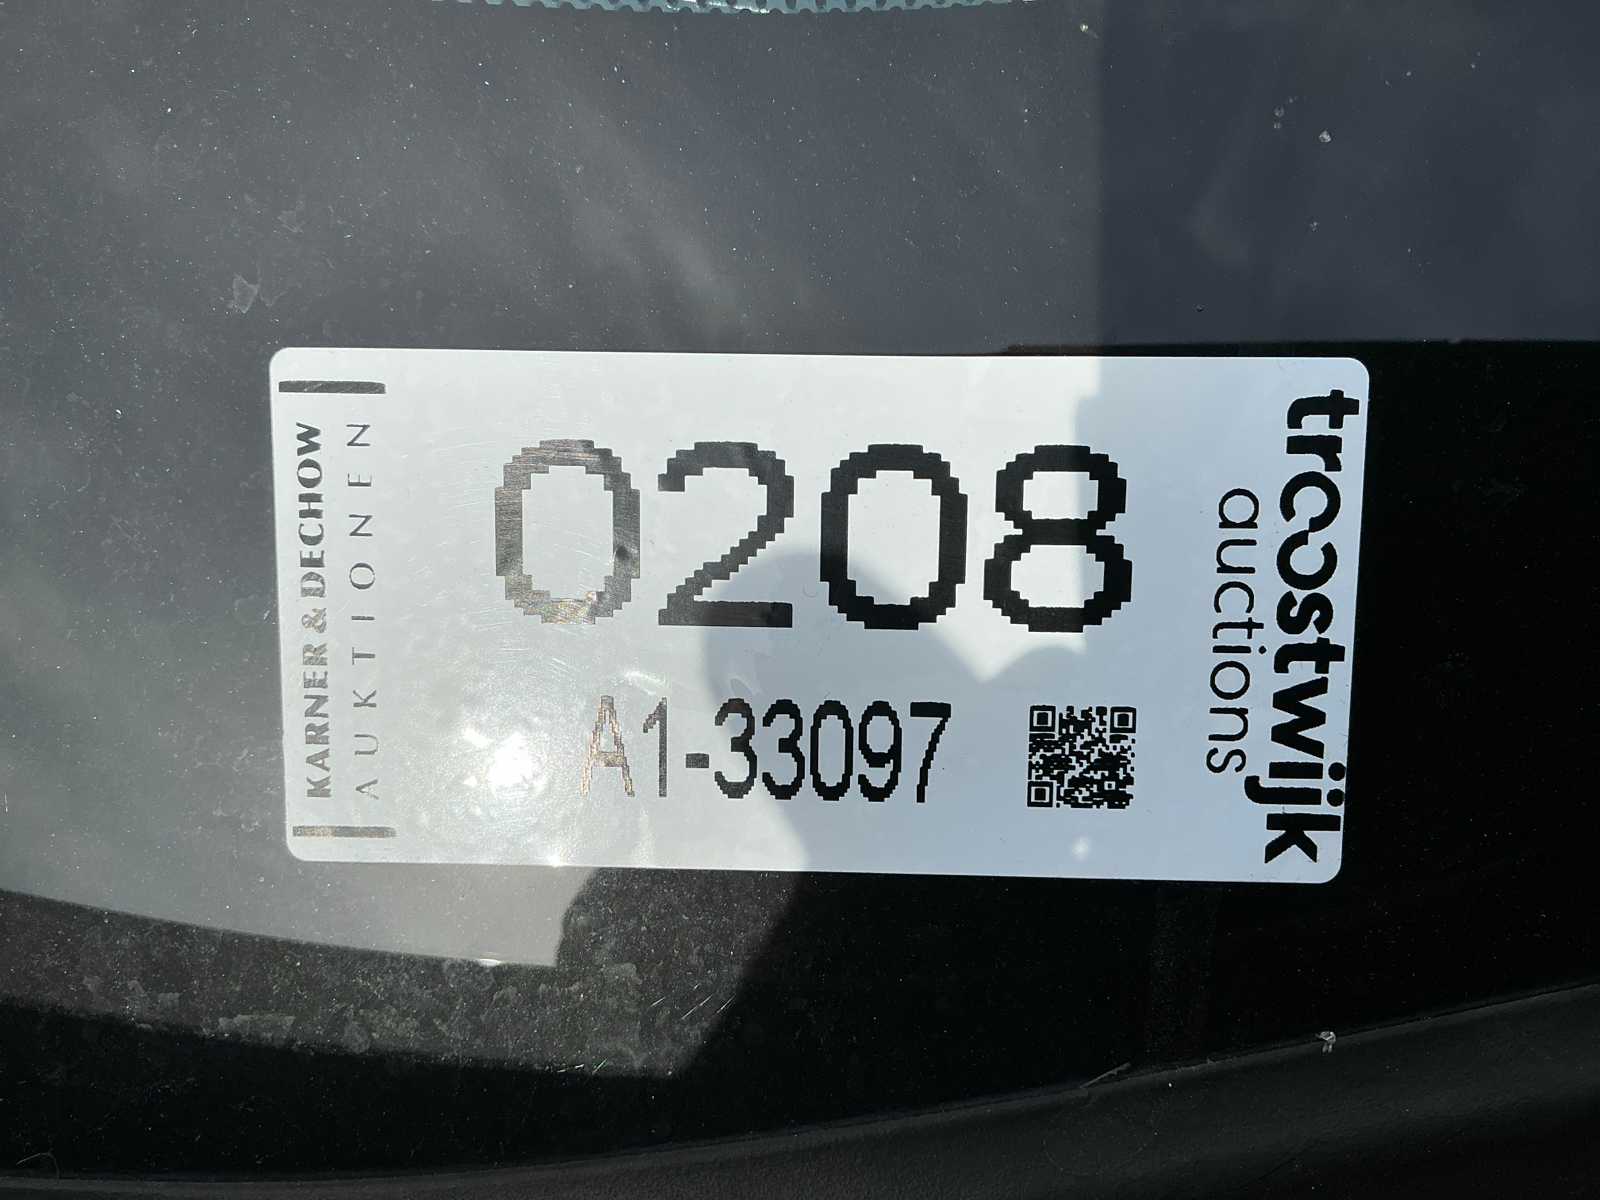 KARNER & DECHOW
AUKTIONEN
0208
A1-33097
troostwijk
auctions